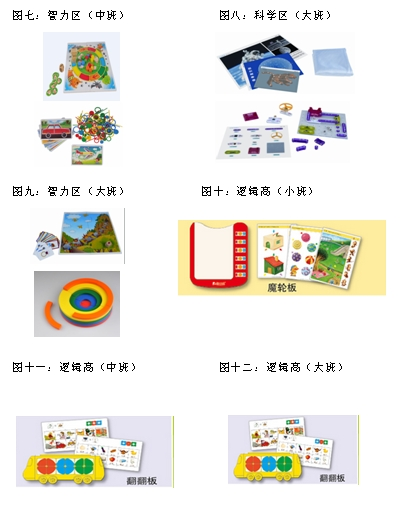 图七：智力区（中班）
图八：科学区（大班）
图九：智力区（大班）
图十：逻辑高（小班）
魔轮板
图十一：逻辑高（中班）
图十二：逻辑高（大班）
翻翻板
翻翻板